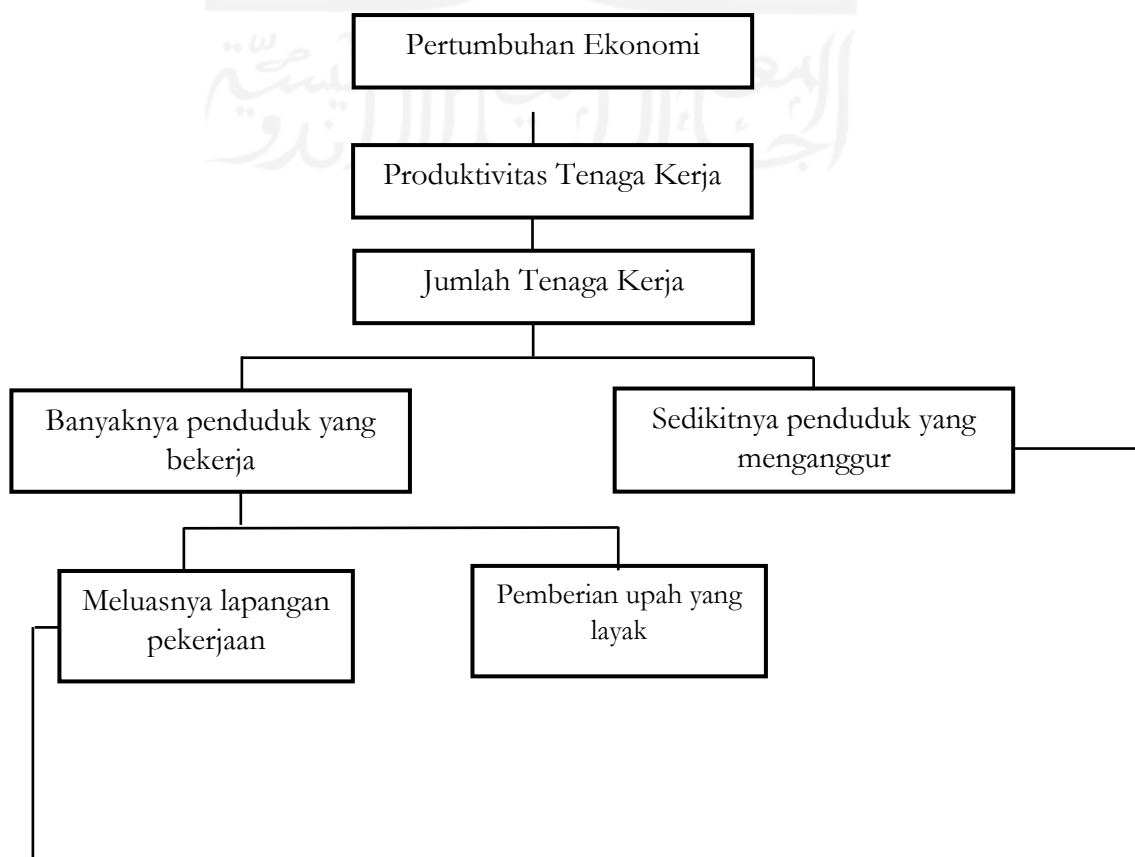 Pertumbuhan Ekonomi
Produktivitas Tenaga Kerja
Jumlah Tenaga Kerja
Banyaknya penduduk yang
bekerja
Sedikitnya penduduk yang
menganggur
Meluasnya lapangan
pekerjaan
Pemberian upah yang
layak